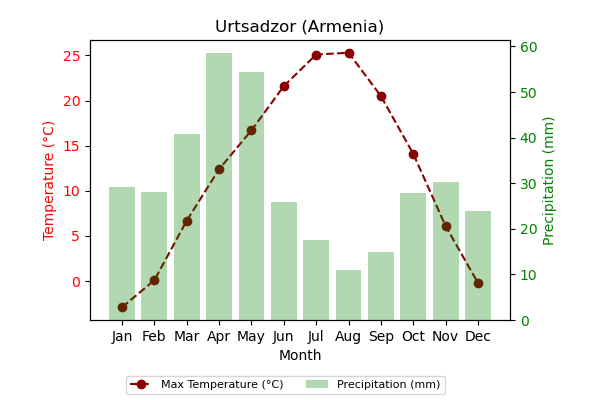 Urtsadzor (Armenia)
Temperature (°C)
25
20
15
10
5
0
60
50
40
30
20
10
0
Precipitation (mm)
Jan Feb Mar Apr May Jun Jul Aug Sep Oct Nov Dec
Month
Max Temperature (°C) Precipitation (mm)